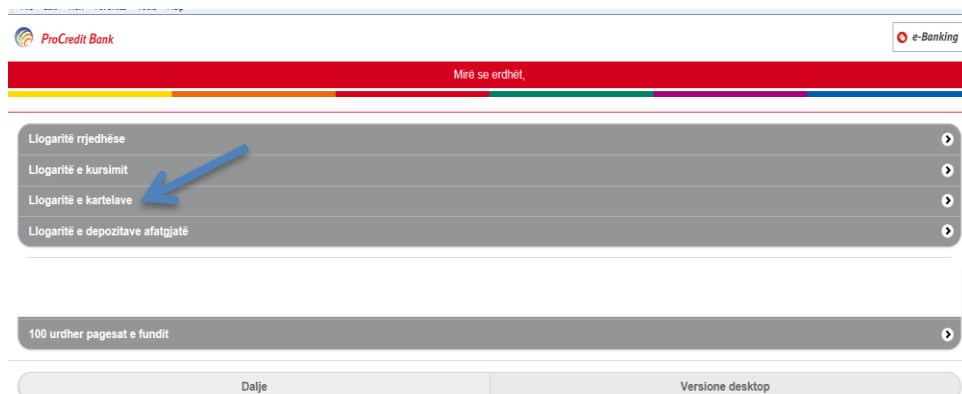 ProCredit Bank
e-Banking
Mirë se erdhët,
Llogaritë rrjedhëse
Llogaritë e kursimit
Llogaritë e kartelave
Llogaritë e depozitave afatgjatë
100 urdher pagesat e fundit
Dalje
Versione desktop